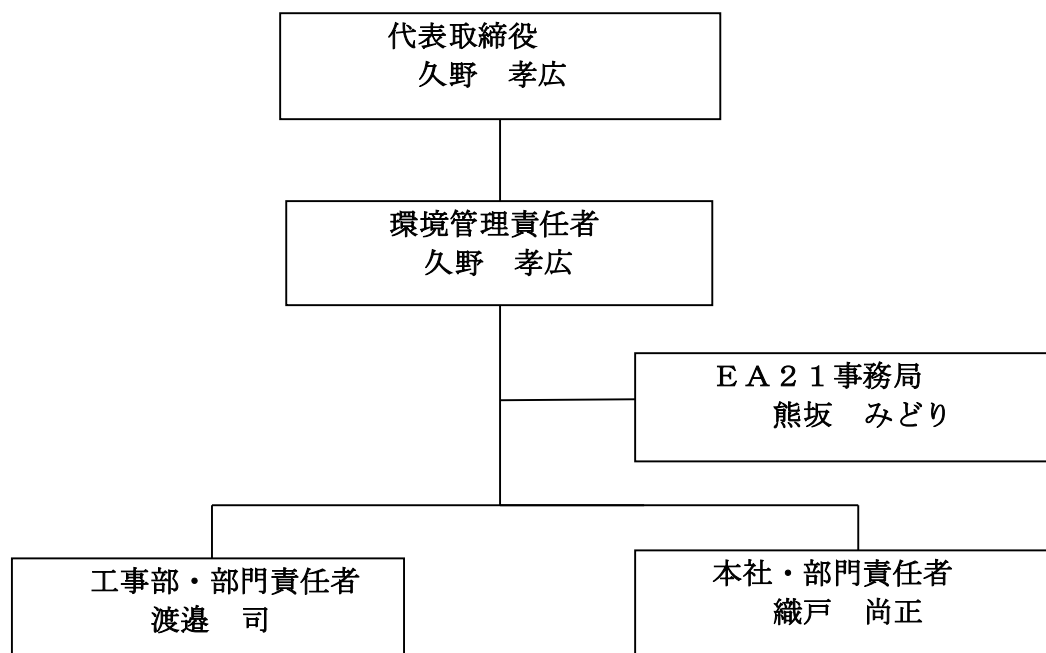 代表取締役
久野　孝広
環境管理責任者
久野　孝広
ＥＡ２１事務局
熊坂　みどり
工事部・部門責任者
渡邉　司
本社・部門責任者
織戸　尚正